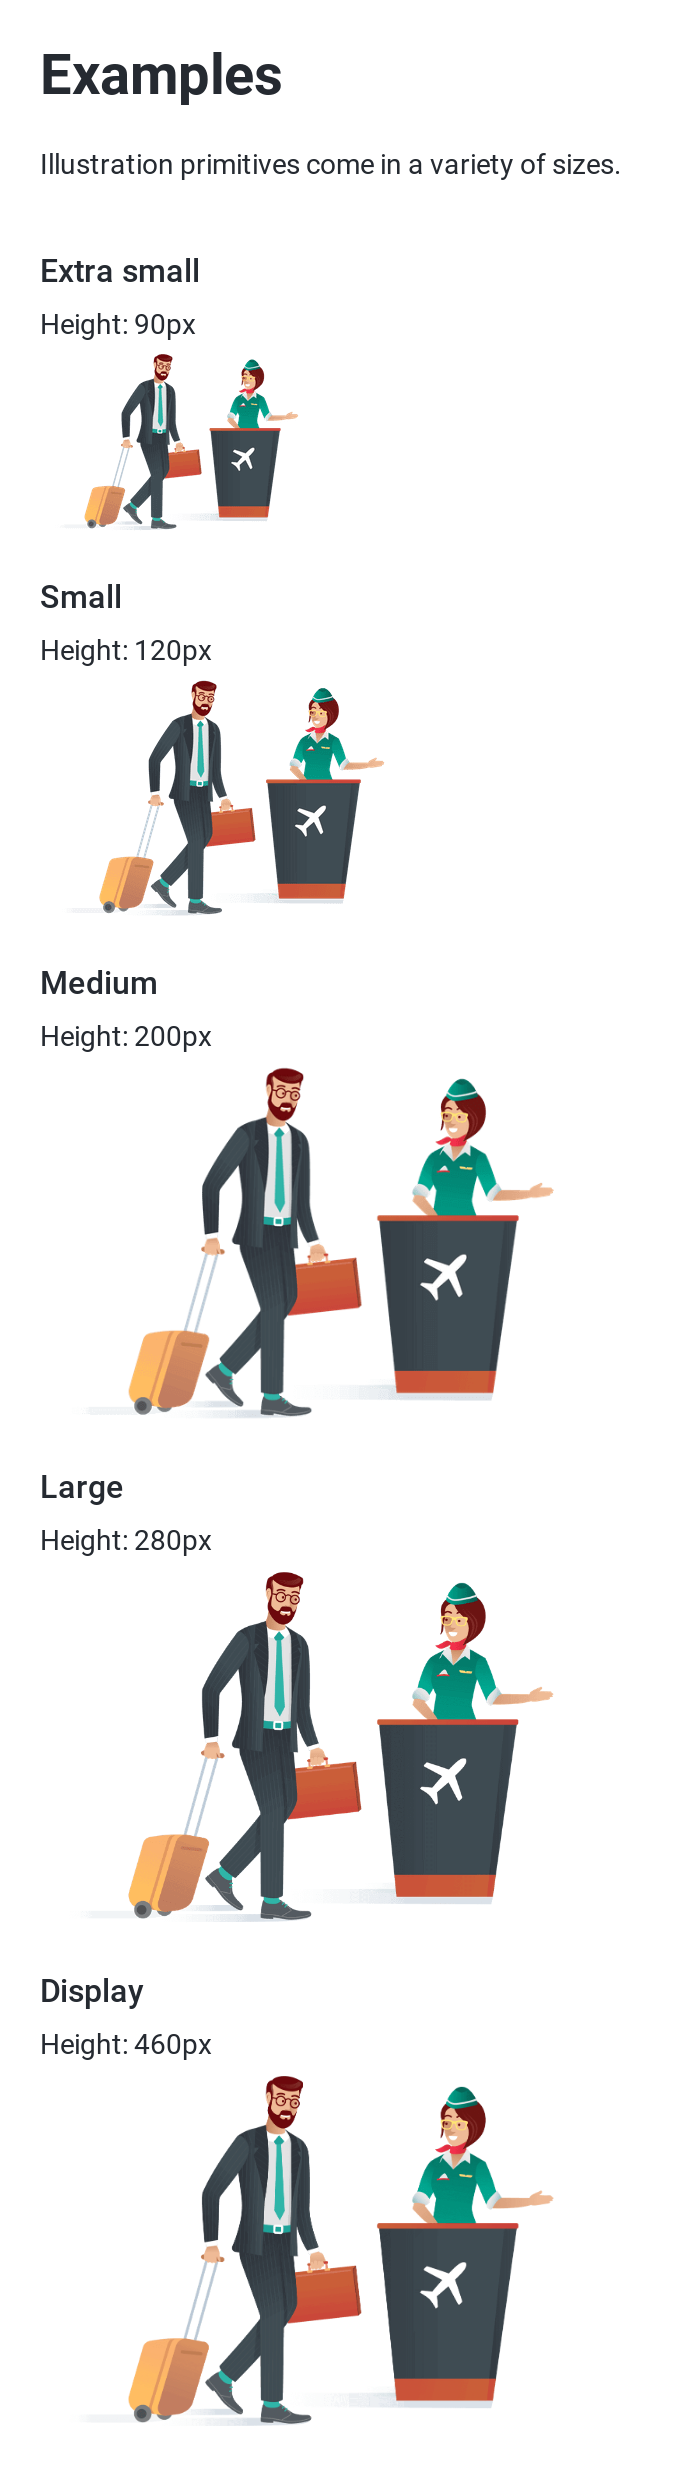 Examples
Illustration primitives come in a variety of sizes.
Extra small
Height: 90px
Small
Height: 120px
Medium
Height: 200px
Large
Height: 280px
Display
Height: 460px